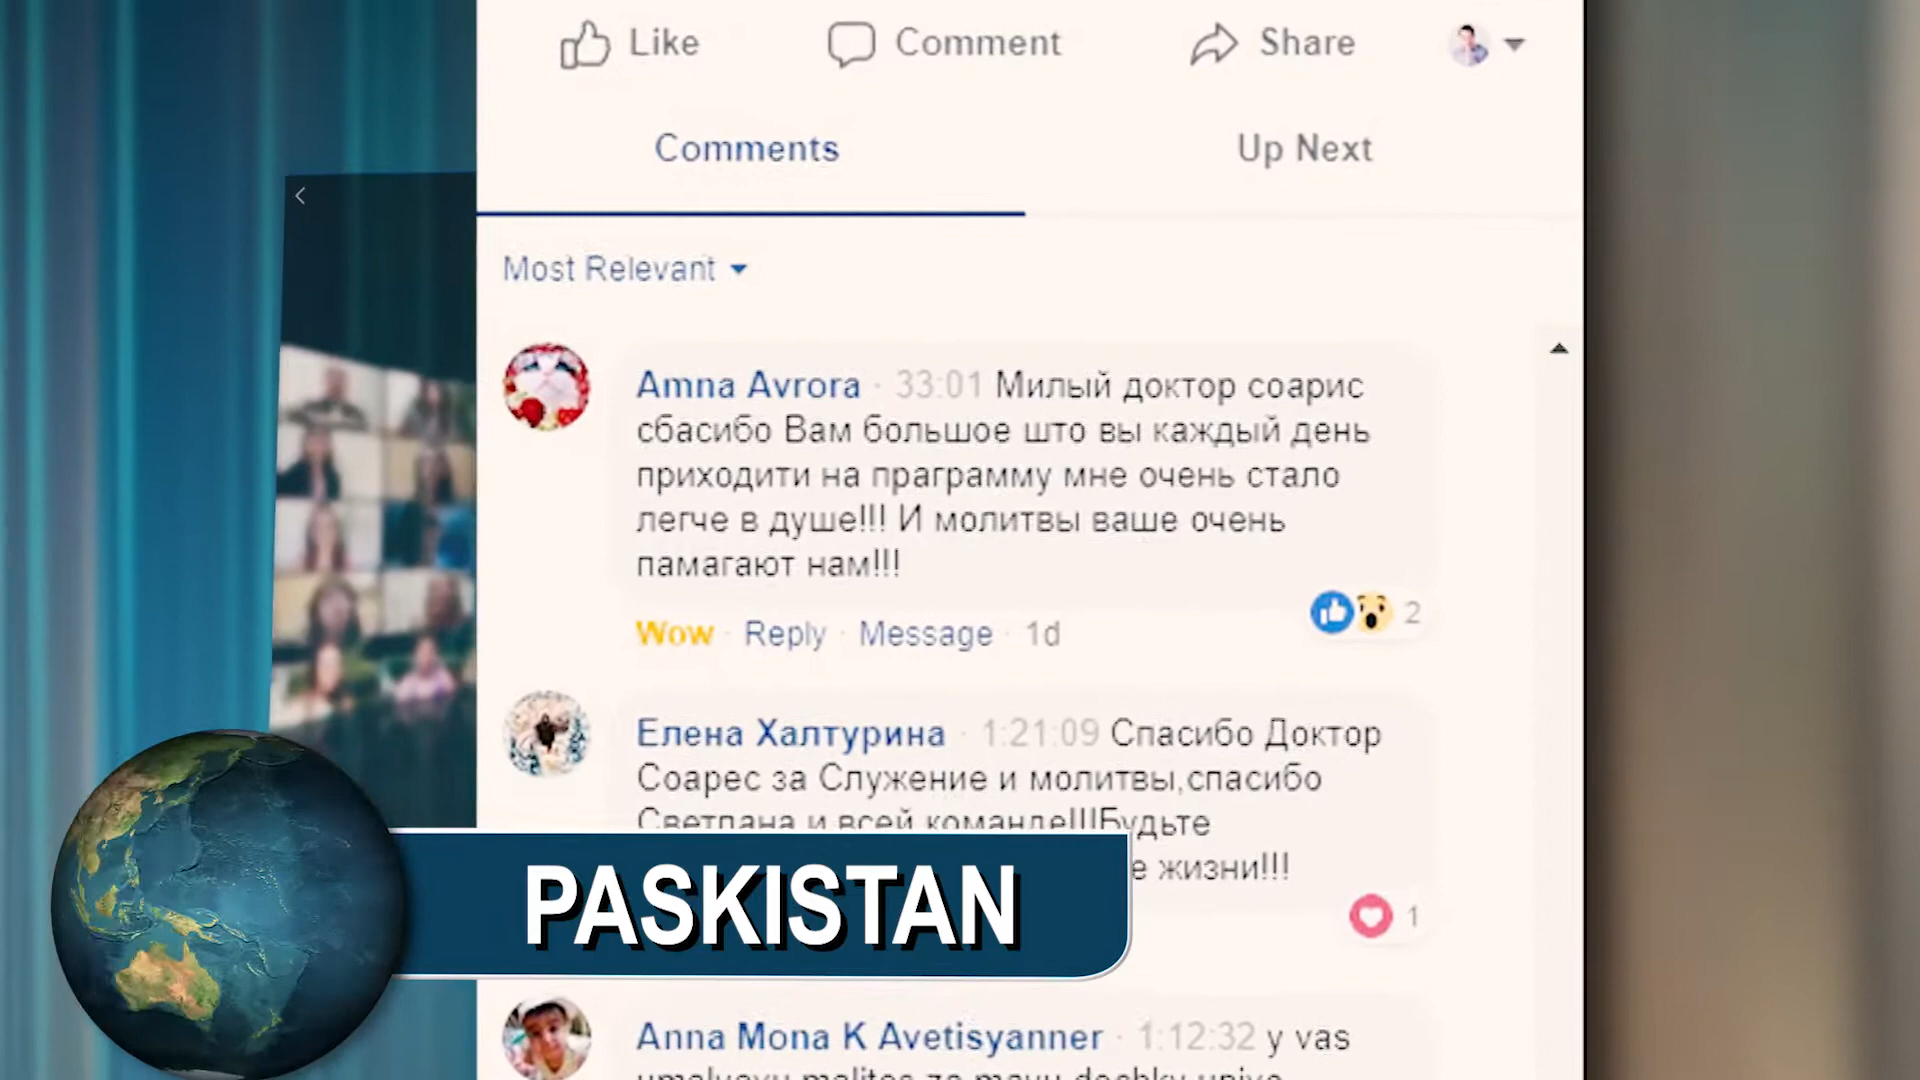 Like Comment Share
Comments Up Next
Most Relevant
Amna Avrora · 33:01 Милый доктор соарис
сбасибо Вам большое што вы каждый день
приходити на праграмму мне очень стало
легче в душе!!! И молитвы ваше очень
памагают нам!!!
2
Wow · Reply · Message · 1d
Елена Халтурина · 1:21:09 Спасибо Доктор
Соарес за Служение и молитвы,спасибо
Светлана и всей команде!!!Будьте
жизни!!!
PASKISTAN
1
Anna Mona K Avetisyanner · 1:12:32 y vas